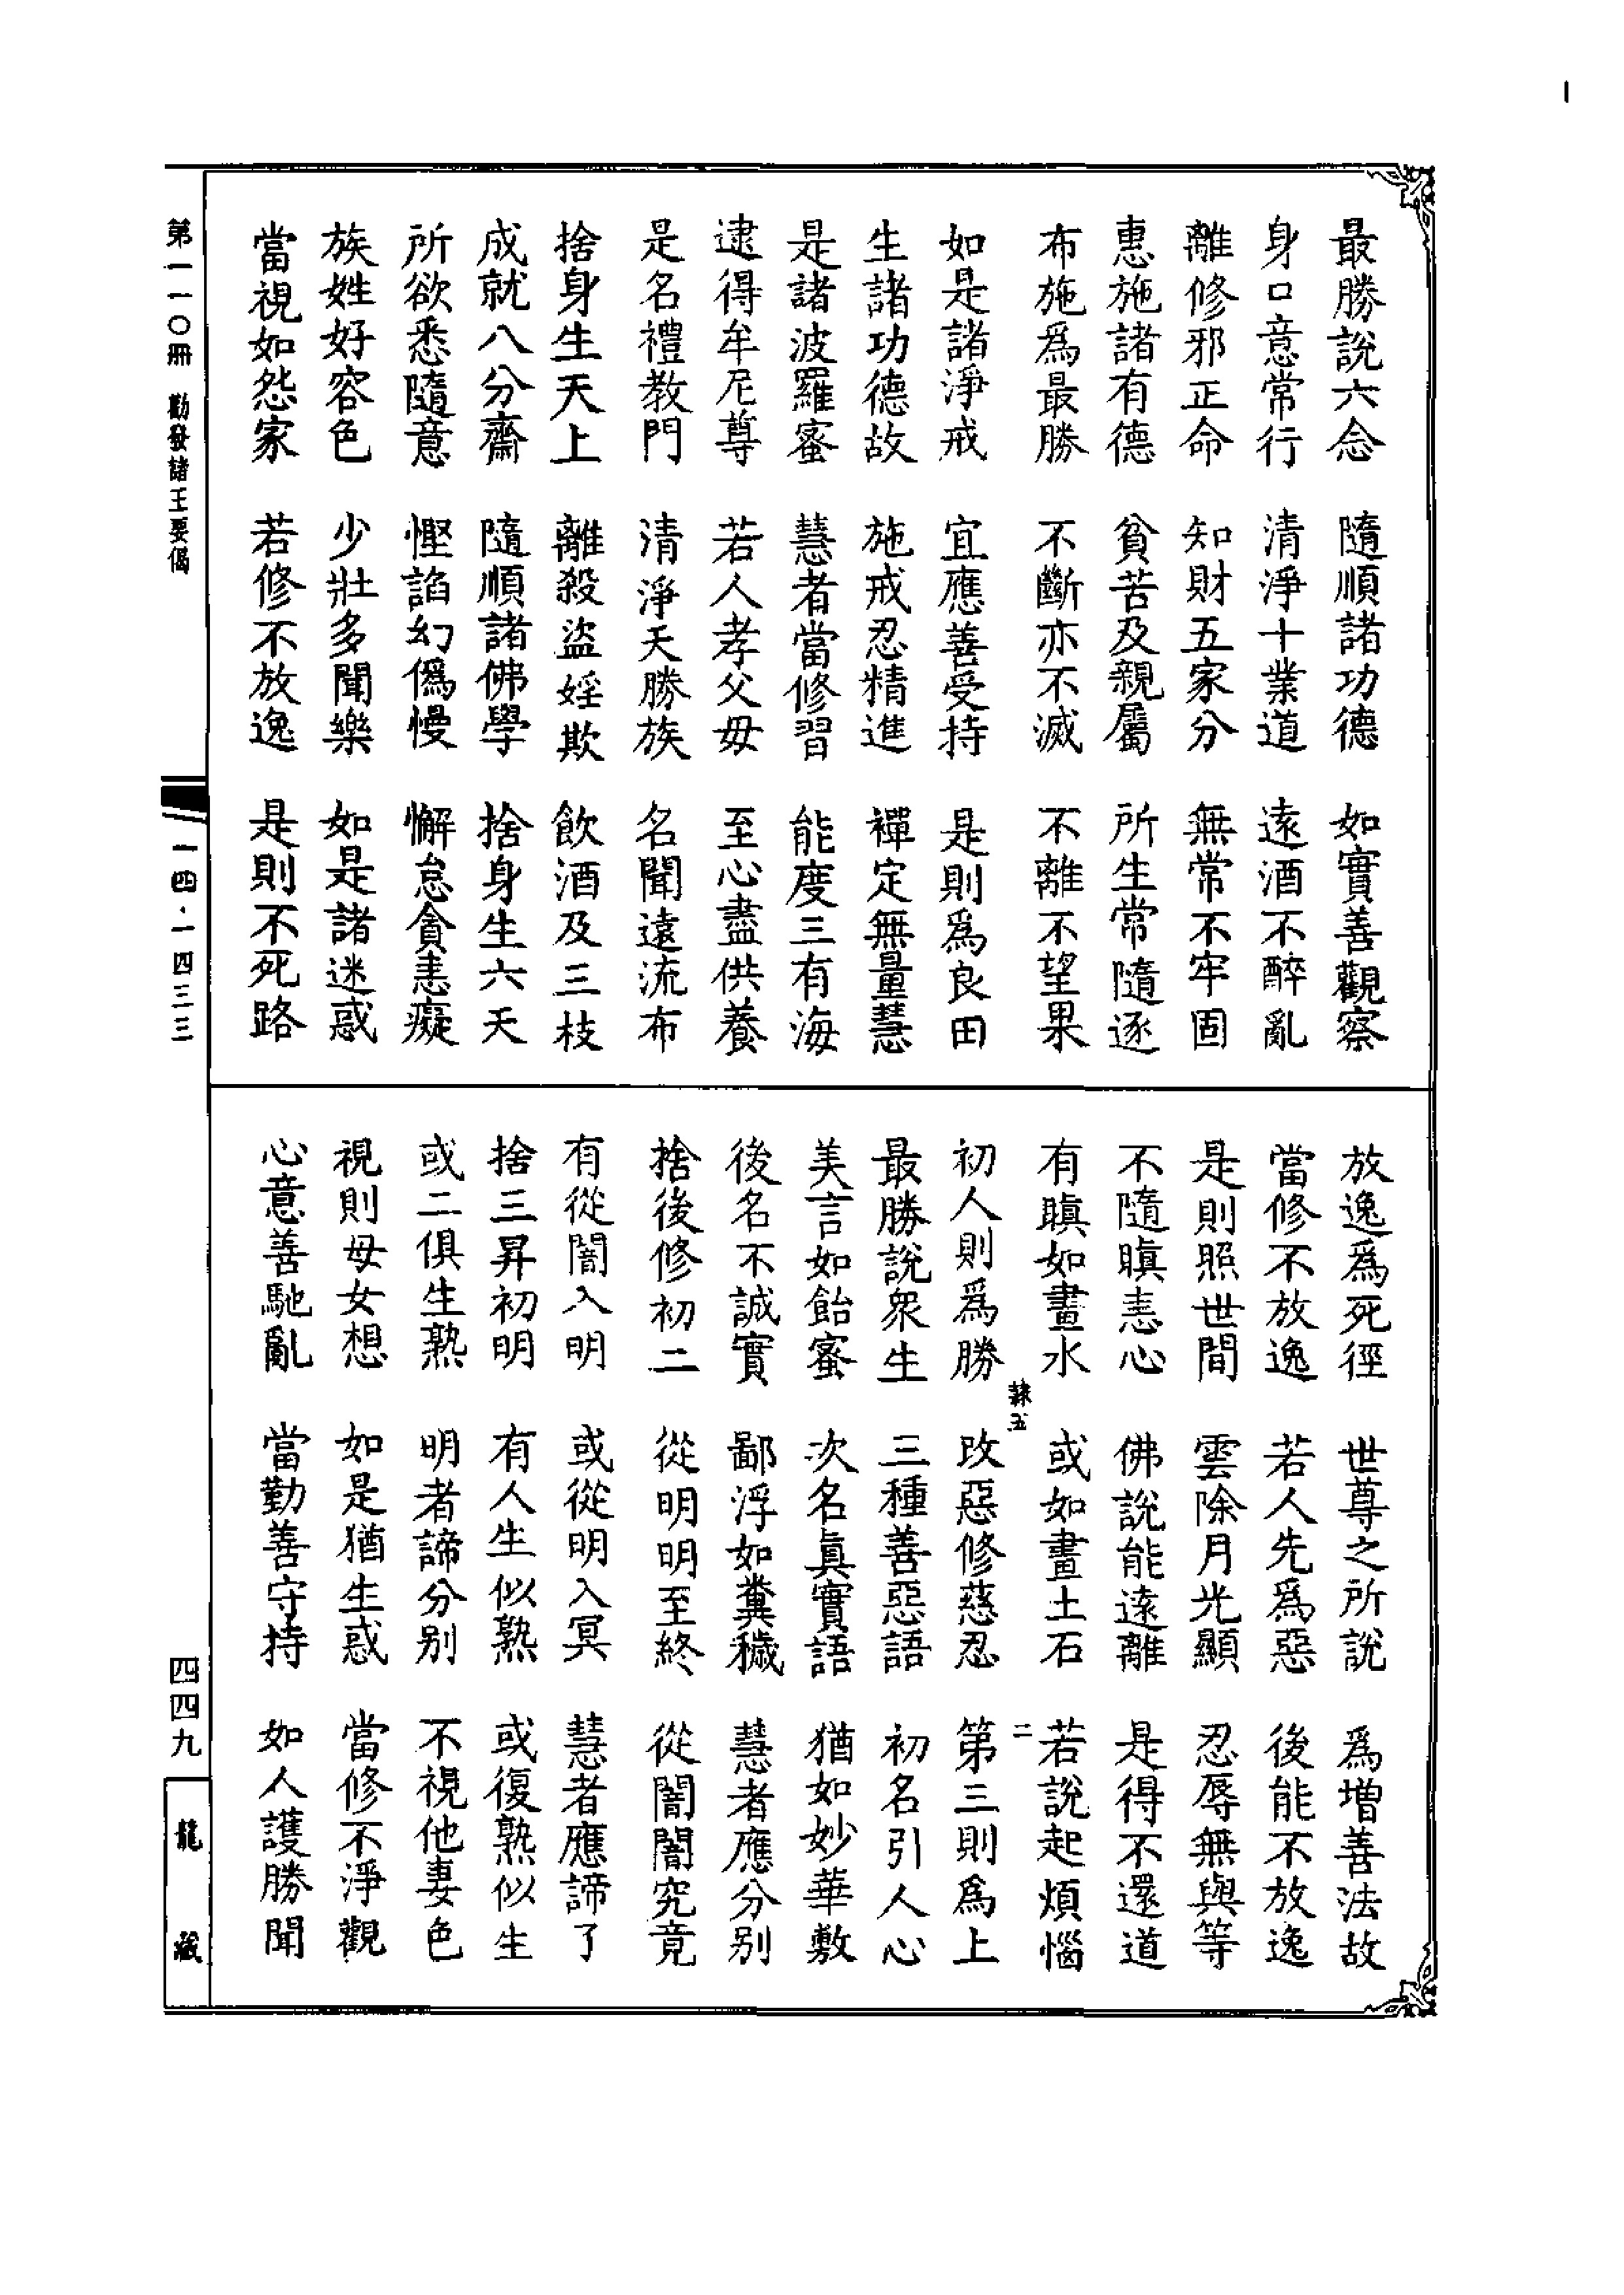 最勝說六念　隨順諸功德　如實善觀察
身口意常行　清淨十業道　遠酒不醉亂
離修邪正命　知財五家分　無常不牢固
惠施諸有德　貧苦及親屬　所生常隨逐
布施爲最勝　不斷亦不滅　不離不望果
如是諸淨戒　宜應善受持　是則爲良田
生諸功德故　施戒忍精進　禪定無量慧
是諸波羅蜜　慧者當修習　能度三有海
逮得牟尼尊　若人孝父母　至心盡供養
是名禮教門　清淨天勝族　名聞遠流布
捨身生天上　離殺盜婬欺　飲酒及三枝
成就八分齋　隨順諸佛學　捨身生六天
所欲悉隨意　慳諂幻僞慢　懈怠貪恚癡
族姓好容色　少壯多聞樂　如是諸迷惑
當視如怨家　若修不放逸　是則不死路
放逸爲死徑　世尊之所說　爲增善法故
當修不放逸　若人先爲惡　後能不放逸
是則照世間　雲除月光顯　忍辱無與等
不隨瞋恚心　佛說能遠離　是得不還道
有瞋如畫水　或如畫土石　若說起煩惱
隸五　二
初人則爲勝　改惡修慈忍　第三則爲上
最勝說衆生　三種善惡語　初名引人心
美言如飴蜜　次名眞實語　猶如妙華敷
後名不誠實　鄙浮如糞穢　慧者應分别
捨後修初二　從明明至終　從闇闇究竟
有從闇入明　或從明入冥　慧者應諦了
捨三昇初明　有人生似熟　或復熟似生
或二俱生熟　明者諦分别　不視他妻色
視則母女想　如是猶生惑　當修不淨觀
心意善馳亂　當勤善守持　如人護勝聞
第一一〇冊　勸發諸王要偈
一四·一四三三
四四九
龍藏